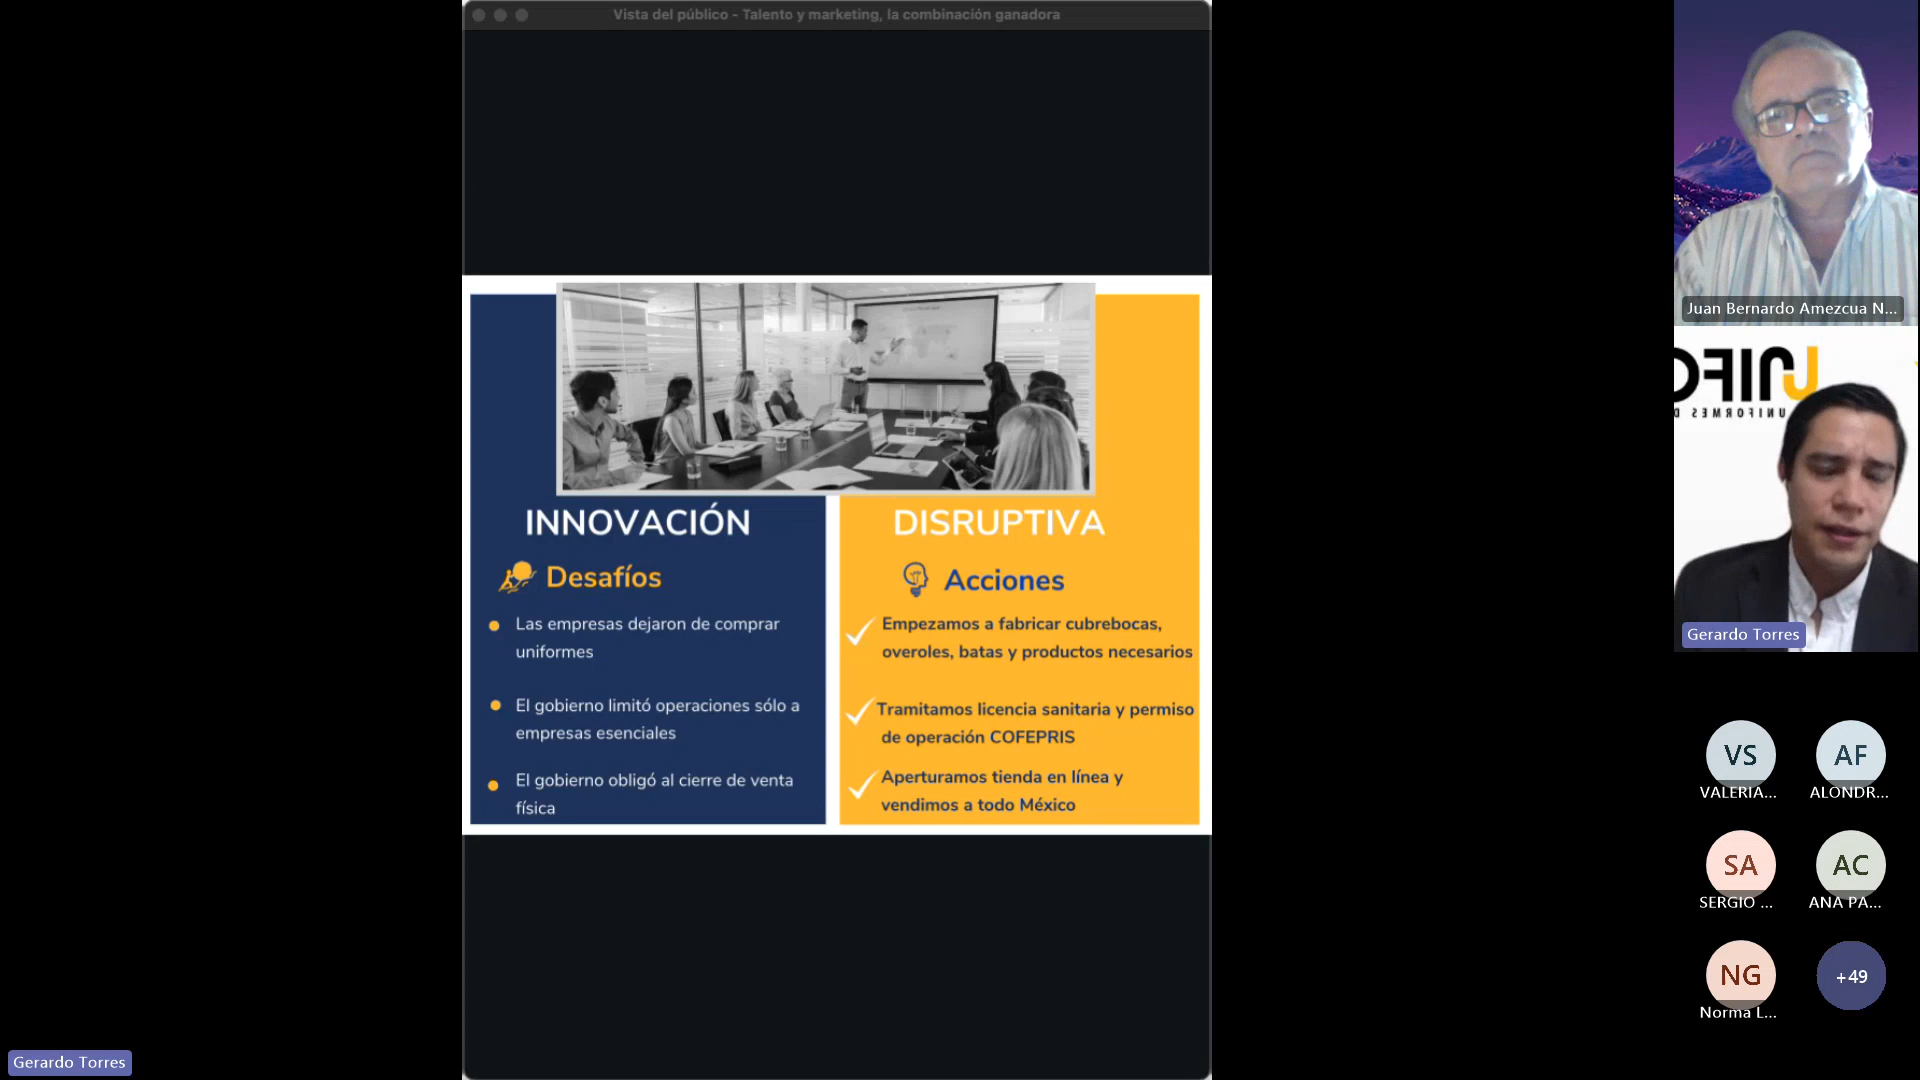 Vista del público - Talento y marketing, la combinación ganadora
INNOVACIÓN
Desafíos
Las empresas dejaron de comprar
uniformes
El gobierno limitó operaciones sólo a
empresas esenciales
El gobierno obligó al cierre de venta
física
DISRUPTIVA
Acciones
Empezamos a fabricar cubrebocas,
overoles, batas y productos necesarios
Tramitamos licencia sanitaria y permiso
de operación COFEPRIS
Aperturamos tienda en línea y
vendimos a todo México
Juan Bernardo Amezcua N...
UNIFO
UNIFORMES D
Gerardo Torres
VS
VALERIA...
AF
ALONDR...
SA
SERGIO ...
AC
ANA PA...
NG
Norma L...
+49
Gerardo Torres